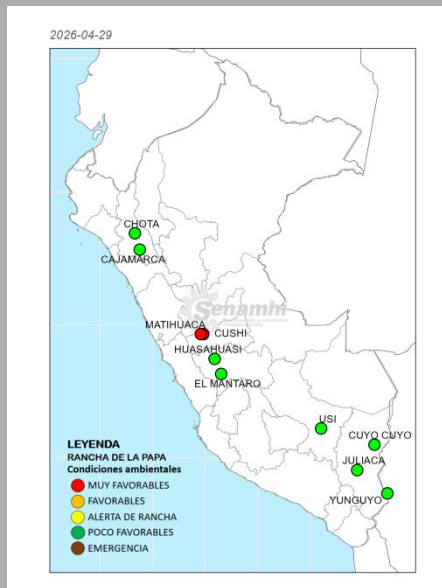 2026-04-29
CHOTA
CAJAMARCA
Senamhi
MATIHUACA
CUSHI
HUASAHUASI
EL MANTARO
USI
CUYO CUYO
JULIACA
YUNGUYO
LEYENDA
RANCHA DE LA PAPA
Condiciones ambientales
MUY FAVORABLES
FAVORABLES
ALERTA DE RANCHA
POCO FAVORABLES
EMERGENCIA